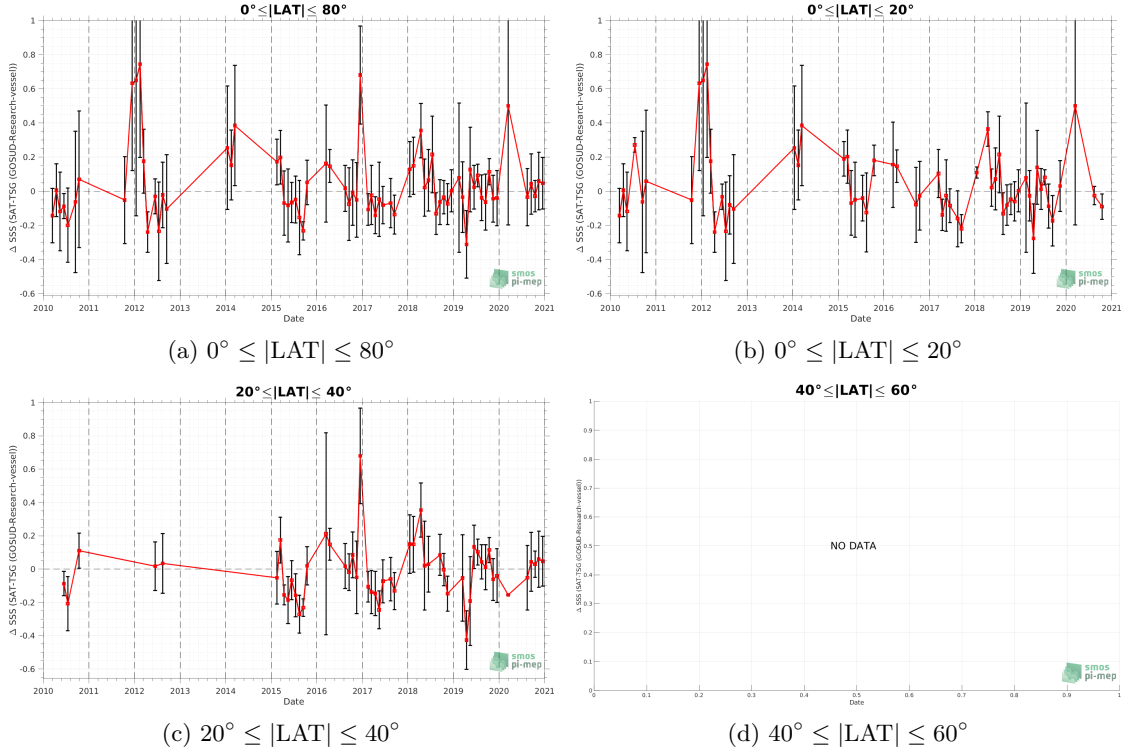 0°≤|LAT|≤ 80°
Δ SSS (SAT-TSG (GOSUD-Research-vessel))
1
0.8
0.6
0.4
0.2
0
-0.2
-0.4
-0.6
2010 2011 2012 2013 2014 2015 2016 2017 2018 2019 2020 2021
Date
smos
pi-mep
(a) 0° ≤ |LAT| ≤ 80°
0°≤|LAT|≤ 20°
Δ SSS (SAT-TSG (GOSUD-Research-vessel))
1
0.8
0.6
0.4
0.2
0
-0.2
-0.4
-0.6
2010 2011 2012 2013 2014 2015 2016 2017 2018 2019 2020 2021
Date
smos
pi-mep
(b) 0° ≤ |LAT| ≤ 20°
20°≤|LAT|≤ 40°
Δ SSS (SAT-TSG (GOSUD-Research-vessel))
1
0.8
0.6
0.4
0.2
0
-0.2
-0.4
-0.6
2010 2011 2012 2013 2014 2015 2016 2017 2018 2019 2020 2021
Date
smos
pi-mep
(c) 20° ≤ |LAT| ≤ 40°
40°≤|LAT|≤ 60°
Δ SSS (SAT-TSG (GOSUD-Research-vessel))
1
0.9
0.8
0.7
0.6
0.5
0.4
0.3
0.2
0.1
0
NO DATA
0 0.1 0.2 0.3 0.4 0.5 0.6 0.7 0.8 0.9 1
Date
smos
pi-mep
(d) 40° ≤ |LAT| ≤ 60°